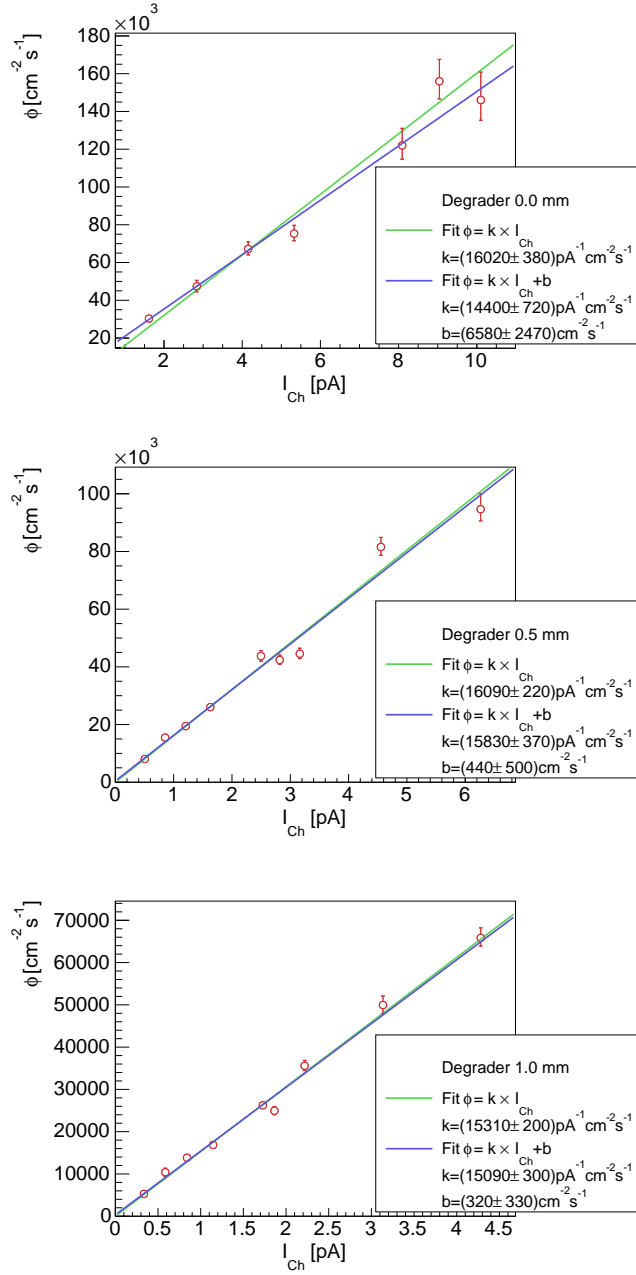 ×10³
180
160
140
120
100
80
60
40
20
ϕ [cm⁻² s⁻¹]
2 4 6 8 10
I_Ch [pA]
Degrader 0.0 mm
Fit ϕ= k × I_Ch
k=(16020± 380)pA⁻¹cm⁻²s⁻¹
Fit ϕ= k × I_Ch+b
k=(14400± 720)pA⁻¹cm⁻²s⁻¹
b=(6580± 2470)cm⁻²s⁻¹
×10³
100
80
60
40
20
0
ϕ [cm⁻² s⁻¹]
0 1 2 3 4 5 6
I_Ch [pA]
Degrader 0.5 mm
Fit ϕ= k × I_Ch
k=(16090± 220)pA⁻¹cm⁻²s⁻¹
Fit ϕ= k × I_Ch+b
k=(15830± 370)pA⁻¹cm⁻²s⁻¹
b=(440± 500)cm⁻²s⁻¹
70000
60000
50000
40000
30000
20000
10000
0
ϕ [cm⁻² s⁻¹]
0 0.5 1 1.5 2 2.5 3 3.5 4 4.5
I_Ch [pA]
Degrader 1.0 mm
Fit ϕ= k × I_Ch
k=(15310± 200)pA⁻¹cm⁻²s⁻¹
Fit ϕ= k × I_Ch+b
k=(15090± 300)pA⁻¹cm⁻²s⁻¹
b=(320± 330)cm⁻²s⁻¹